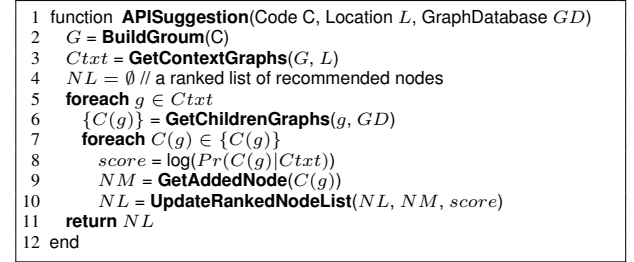 1 function APISuggestion(Code C, Location L, GraphDatabase GD)
2 G = BuildGroum(C)
3 Ctxt = GetContextGraphs(G, L)
4 NL = ∅ // a ranked list of recommended nodes
5 foreach g ∈ Ctxt
6 {C(g)} = GetChildrenGraphs(g, GD)
7 foreach C(g) ∈ {C(g)}
8 score = log(Pr(C(g)|Ctxt))
9 NM = GetAddedNode(C(g))
10 NL = UpdateRankedNodeList(NL, NM, score)
11 return NL
12 end